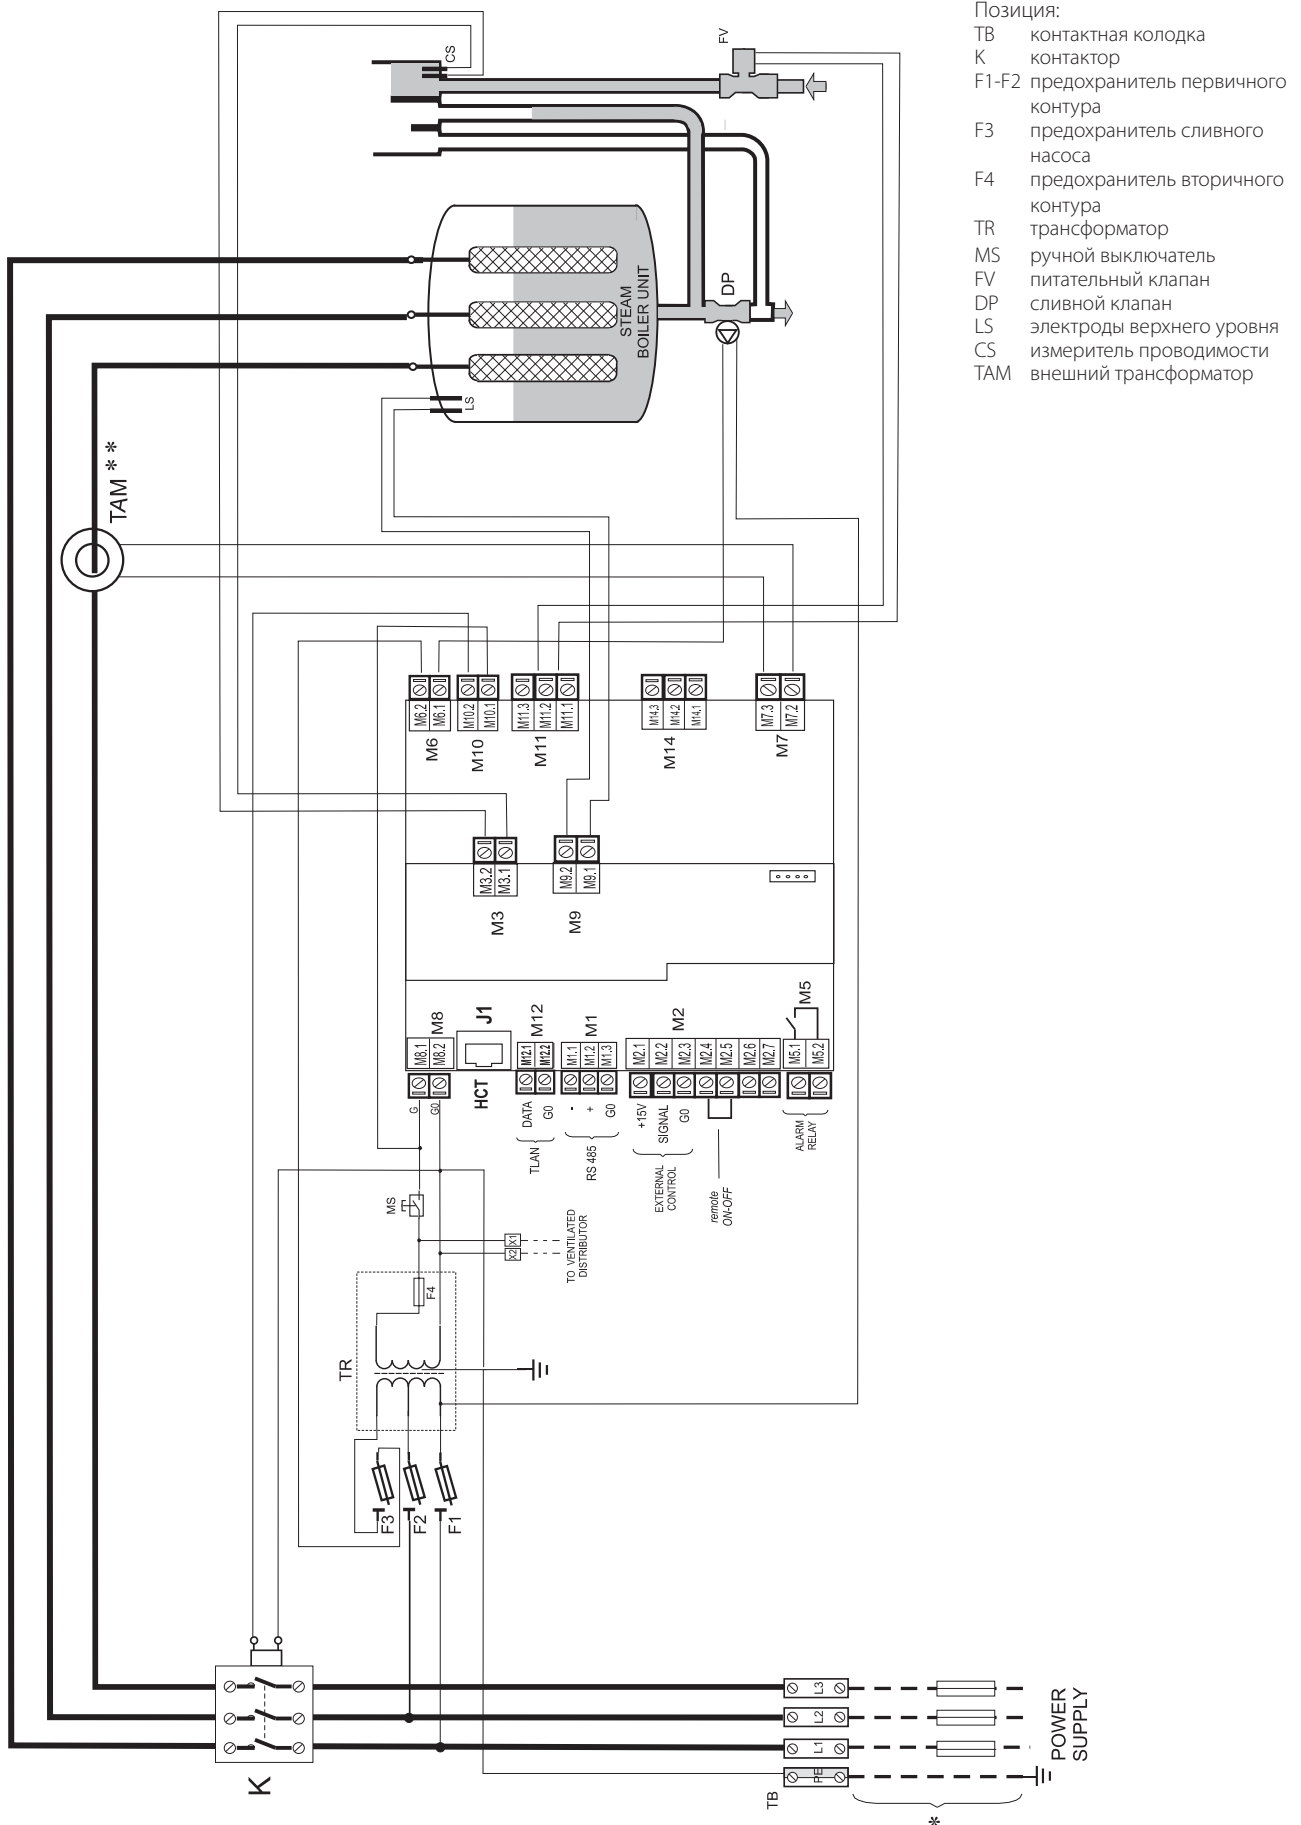 Позиция:
TB контактная колодка
K контактор
F1-F2 предохранитель первичного
контура
F3 предохранитель сливного
насоса
F4 предохранитель вторичного
контура
TR трансформатор
MS ручной выключатель
FV питательный клапан
DP сливной клапан
LS электроды верхнего уровня
CS измеритель проводимости
TAM внешний трансформатор
CS
FV
STEAM
BOILER UNIT
DP
LS
TAM **
M6.2
M6.1
M10.2
M10.1
M11.3
M11.2
M11.1
M14.3
M14.2
M14.1
M7.3
M7.2
M6
M10
M11
M14
M7
M3.2
M3.1
M9.2
M9.1
M3
M9
M8
J1
M12
M1
M2
M5
M8.1
M8.2
M12.1
M12.2
M1.1
M1.2
M1.3
M2.1
M2.2
M2.3
M2.4
M2.5
M2.6
M2.7
M5.1
M5.2
HCT
G
G0
DATA
G0
TLAN
-
+
G0
RS 485
+15V
SIGNAL
G0
EXTERNAL
CONTROL
remote
ON-OFF
ALARM
RELAY
MS
X1
X2
TO VENTILATED
DISTRIBUTOR
F4
TR
F3
F2
F1
K
L3
L2
L1
PE
TB
POWER
SUPPLY
*